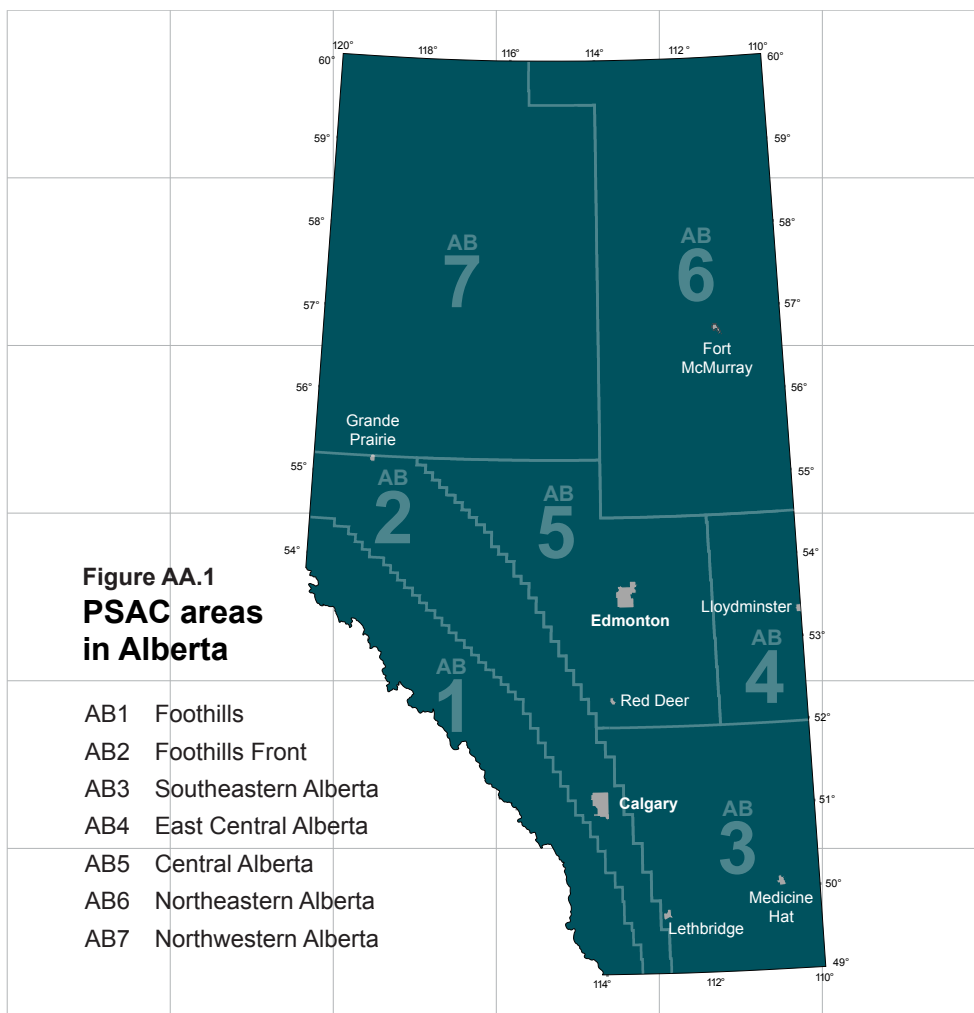 120°
118°
116°
114°
112°
110°
60°
60°
59°
59°
58°
58°
AB
7
AB
6
57°
57°
Fort
McMurray
56°
56°
Grande
Prairie
55°
55°
AB
2
AB
5
54°
54°
Figure AA.1
PSAC areas
in Alberta
Edmonton
Lloydminster
53°
AB
1
AB
4
Red Deer
52°
AB1 Foothills
AB2 Foothills Front
AB3 Southeastern Alberta
AB4 East Central Alberta
AB5 Central Alberta
AB6 Northeastern Alberta
AB7 Northwestern Alberta
Calgary
51°
AB
3
50°
Medicine
Hat
Lethbridge
49°
114°
112°
110°